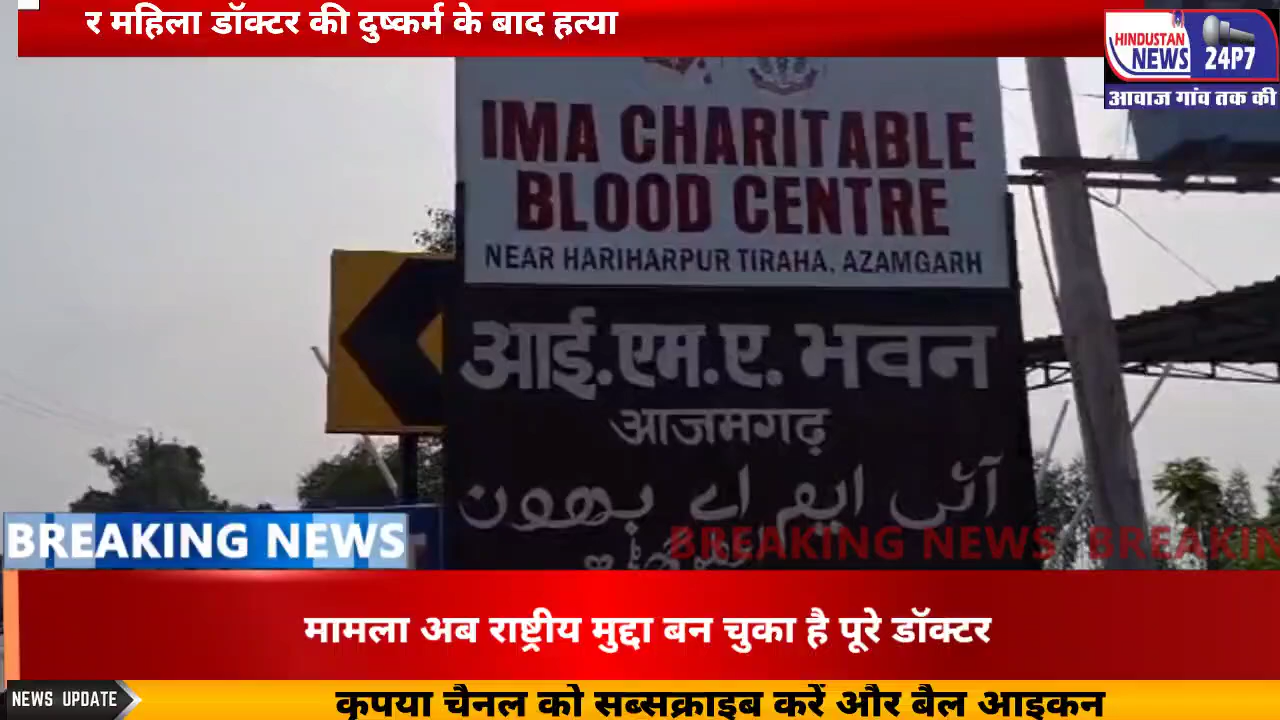 र महिला डॉक्टर की दुष्कर्म के बाद हत्या
HINDUSTAN
NEWS 24P7
आवाज गांव तक की
IMA CHARITABLE
BLOOD CENTRE
NEAR HARIHARPUR TIRAHA, AZAMGARH
आई.एम.ए. भवन
आजमगढ़
آئی ایم اے بھون
BREAKING NEWS
BREAKING NEWS BREAKIN
मामला अब राष्ट्रीय मुद्दा बन चुका है पूरे डॉक्टर
NEWS UPDATE
कृपया चैनल को सब्सक्राइब करें और बैल आइकन